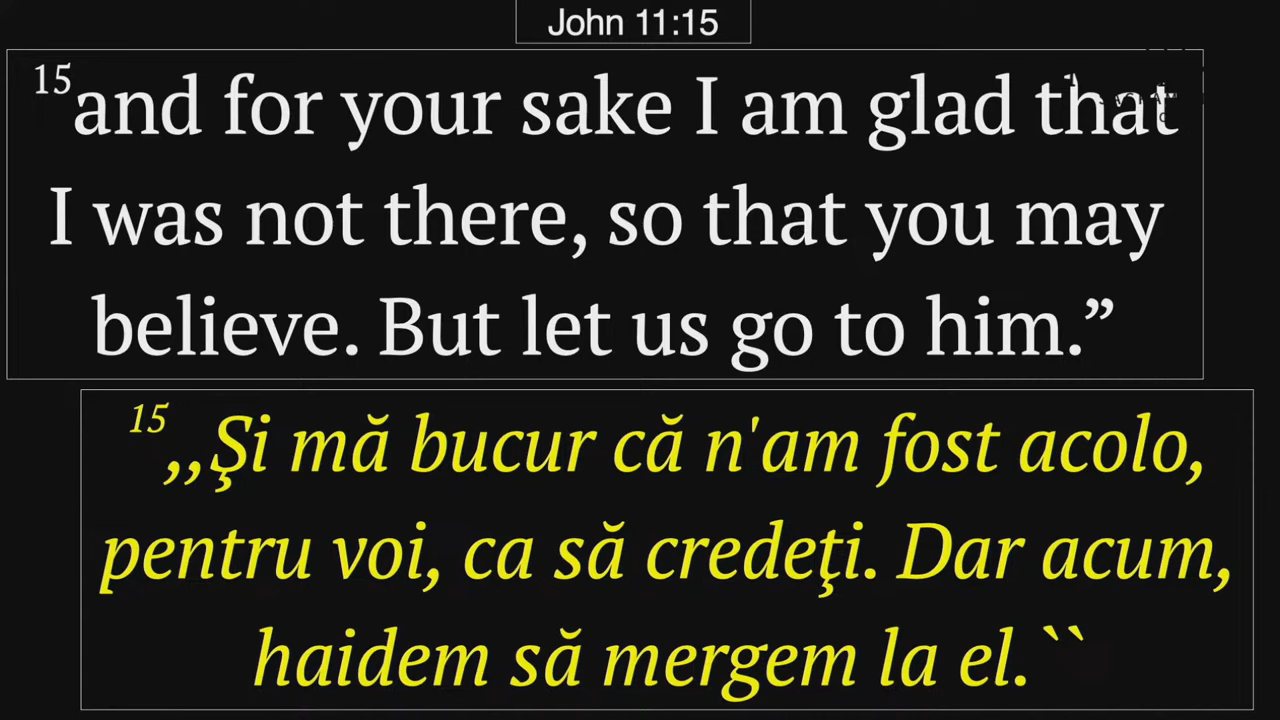 John 11:15
15and for your sake I am glad that
I was not there, so that you may
believe. But let us go to him.”
15,,Şi mă bucur că n'am fost acolo,
pentru voi, ca să credeţi. Dar acum,
haidem să mergem la el.``